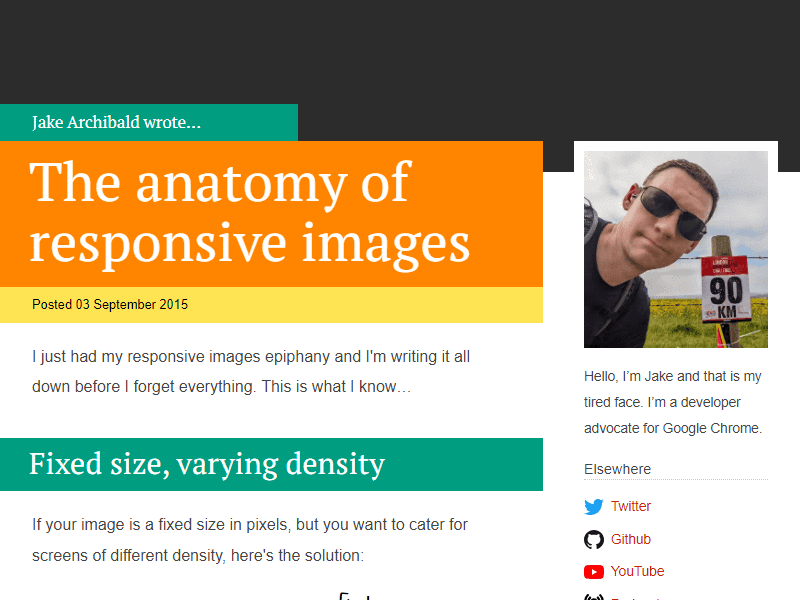 Jake Archibald wrote…
The anatomy of
responsive images
Posted 03 September 2015
I just had my responsive images epiphany and I'm writing it all
down before I forget everything. This is what I know…
Fixed size, varying density
If your image is a fixed size in pixels, but you want to cater for
screens of different density, here's the solution:
LONDON
90
KM
Hello, I’m Jake and that is my
tired face. I’m a developer
advocate for Google Chrome.
Elsewhere
Twitter
Github
YouTube